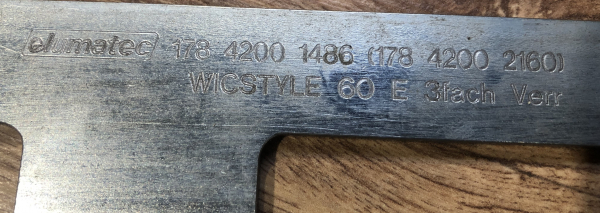 elumatec 178 4200 1486 (178 4200 2160)
WICSTYLE 60 E 3fach Verr